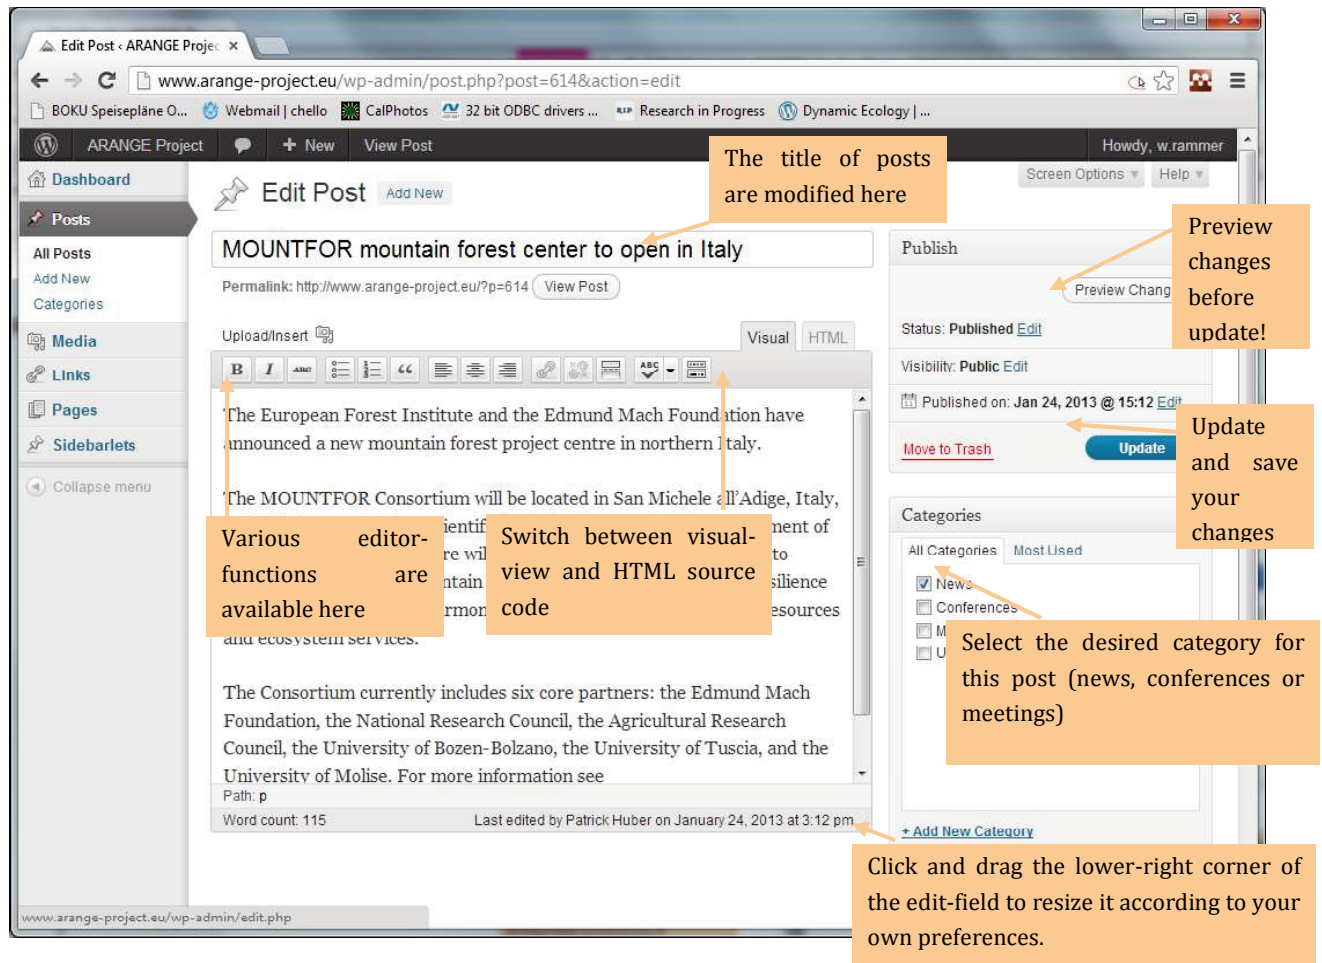 Edit Post ‹ ARANGE Projec
www.arange-project.eu/wp-admin/post.php?post=614&action=edit
BOKU Speisepläne O... Webmail | chello CalPhotos 32 bit ODBC drivers ... RIP Research in Progress Dynamic Ecology | ...
ARANGE Project + New View Post Howdy, w.rammer
The title of posts
are modified here
Screen Options Help
Dashboard
Posts
All Posts
Add New
Categories
Media
Links
Pages
Sidebarlets
Collapse menu
Edit Post Add New
MOUNTFOR mountain forest center to open in Italy
Permalink: http://www.arange-project.eu/?p=614 View Post
Upload/Insert Visual HTML
B I ABC ABC
The European Forest Institute and the Edmund Mach Foundation have
announced a new mountain forest project centre in northern Italy.
The MOUNTFOR Consortium will be located in San Michele all'Adige, Italy,
and ecosystem services.
The Consortium currently includes six core partners: the Edmund Mach
Foundation, the National Research Council, the Agricultural Research
Council, the University of Bozen-Bolzano, the University of Tuscia, and the
University of Molise. For more information see
Path: p
Word count: 115 Last edited by Patrick Huber on January 24, 2013 at 3:12 pm
Various editor-
functions are
available here
Switch between visual-
view and HTML source
code
Publish
Preview Chang
Status: Published Edit
Visibility: Public Edit
Published on: Jan 24, 2013 @ 15:12 Edit
Move to Trash Update
Preview
changes
before
update!
Update
and save
your
changes
Categories
All Categories Most Used
News
Conferences
M
U
+ Add New Category
Select the desired category for
this post (news, conferences or
meetings)
Click and drag the lower-right corner of
the edit-field to resize it according to your
own preferences.
www.arange-project.eu/wp-admin/edit.php